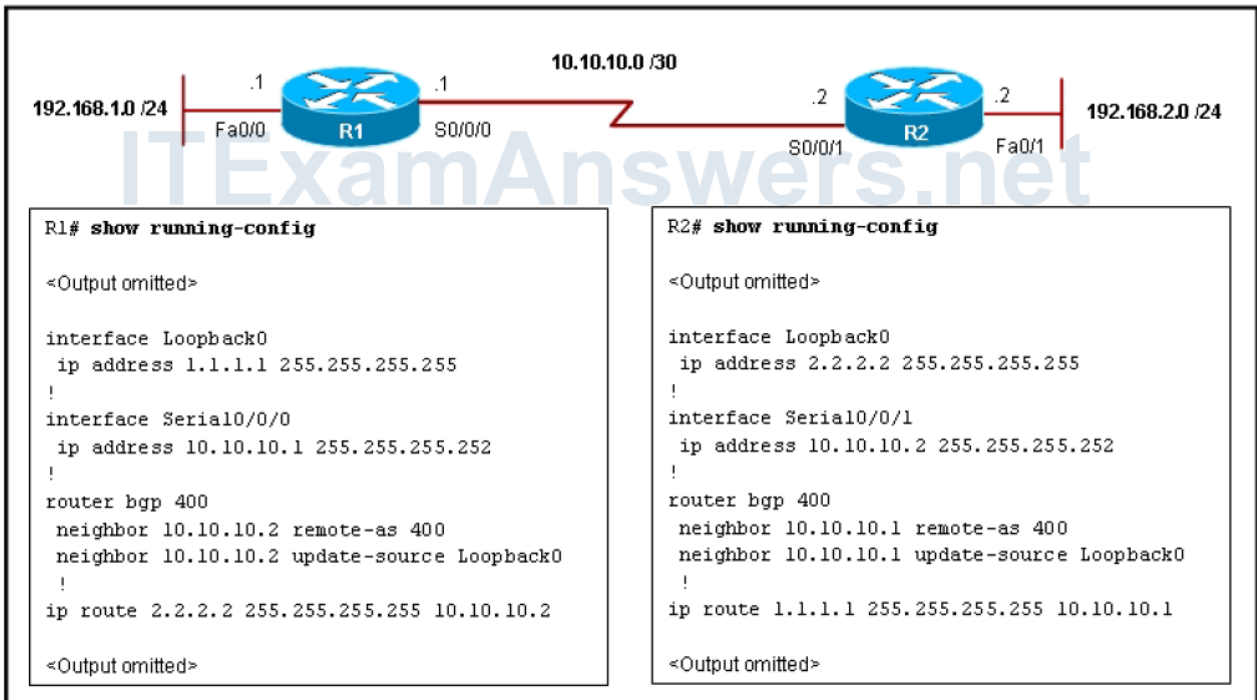 10.10.10.0 /30
.1
.1
.2
.2
192.168.1.0 /24
192.168.2.0 /24
Fa0/0
R1
S0/0/0
S0/0/1
R2
Fa0/1
ITExamAnswers.net
R1# show running-config
<Output omitted>
interface Loopback0
ip address 1.1.1.1 255.255.255.255
!
interface Serial0/0/0
ip address 10.10.10.1 255.255.255.252
!
router bgp 400
neighbor 10.10.10.2 remote-as 400
neighbor 10.10.10.2 update-source Loopback0
!
ip route 2.2.2.2 255.255.255.255 10.10.10.2
<Output omitted>
R2# show running-config
<Output omitted>
interface Loopback0
ip address 2.2.2.2 255.255.255.255
!
interface Serial0/0/1
ip address 10.10.10.2 255.255.255.252
!
router bgp 400
neighbor 10.10.10.1 remote-as 400
neighbor 10.10.10.1 update-source Loopback0
!
ip route 1.1.1.1 255.255.255.255 10.10.10.1
<Output omitted>